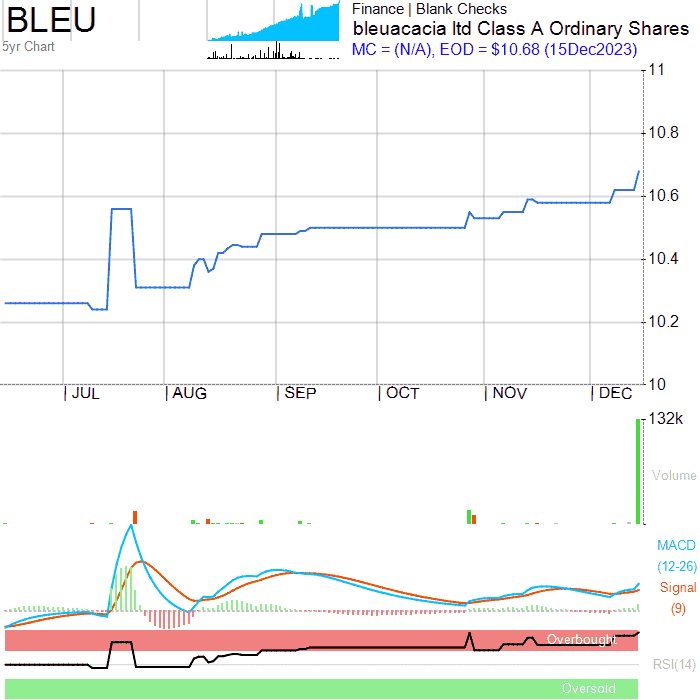 BLEU
5yr Chart
Finance | Blank Checks
bleuacacia ltd Class A Ordinary Shares
MC = (N/A), EOD = $10.68 (15Dec2023)
11
10.8
10.6
10.4
10.2
10
JUL AUG SEP OCT NOV DEC
132k
Volume
MACD
(12-26)
Signal
(9)
Overbought
RSI(14)
Oversold